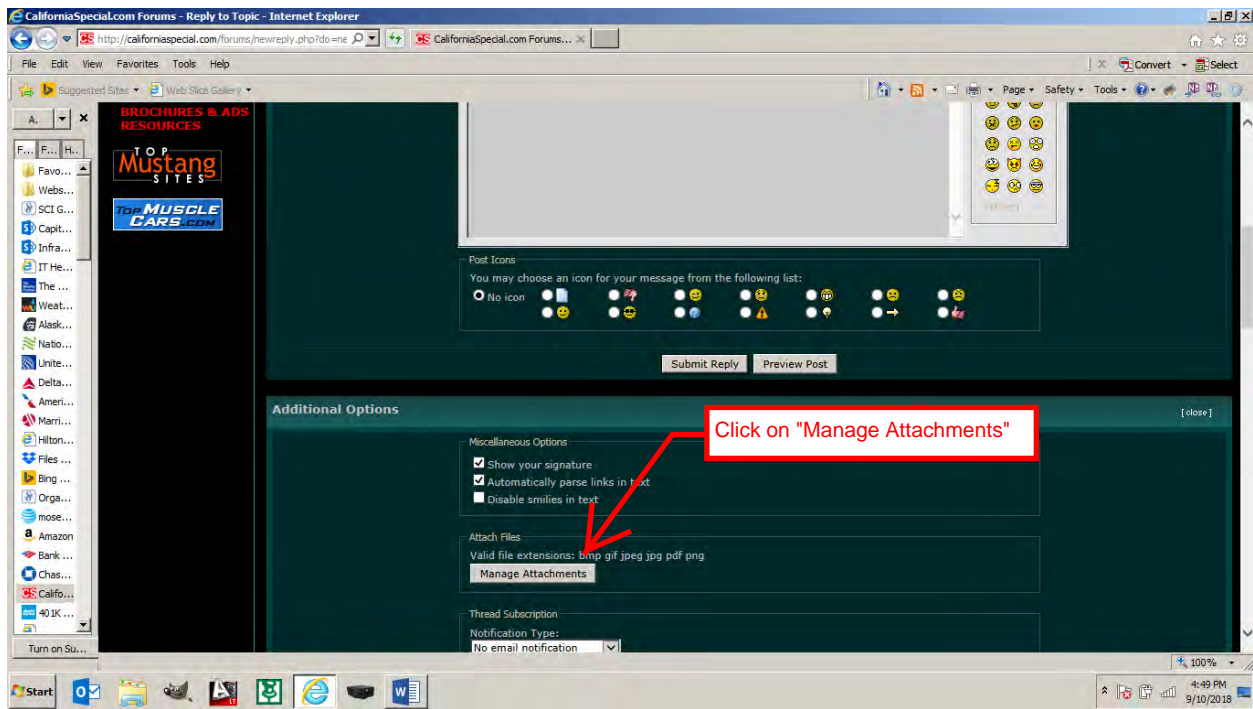 CaliforniaSpecial.com Forums - Reply to Topic - Internet Explorer
http://californiaspecial.com/forums/newreply.php?do=ne
CaliforniaSpecial.com Forums...
File Edit View Favorites Tools Help
Convert Select
Suggested Sites Web Slice Gallery
Page Safety Tools
A.
F... F... H..
Favo...
Webs...
SCI G...
Capit...
Infra...
IT He...
The ...
Weat...
Alask...
Natio...
Unite...
Delta...
Ameri...
Marri...
Hilton...
Files ...
Bing ...
Orga...
mose...
Amazon
Bank ...
Chas...
Califo...
401K ...
Turn on Su...
BROCHURES & ADS
RESOURCES
TOP
Mustang
SITES
TOP MUSCLE
CARS.COM
Post Icons
You may choose an icon for your message from the following list:
No icon
Submit Reply Preview Post
Additional Options
[close]
Click on "Manage Attachments"
Miscellaneous Options
Show your signature
Automatically parse links in text
Disable smilies in text
Attach Files
Valid file extensions: bmp gif jpeg jpg pdf png
Manage Attachments
Thread Subscription
Notification Type:
No email notification
100%
Start
4:49 PM
9/10/2018